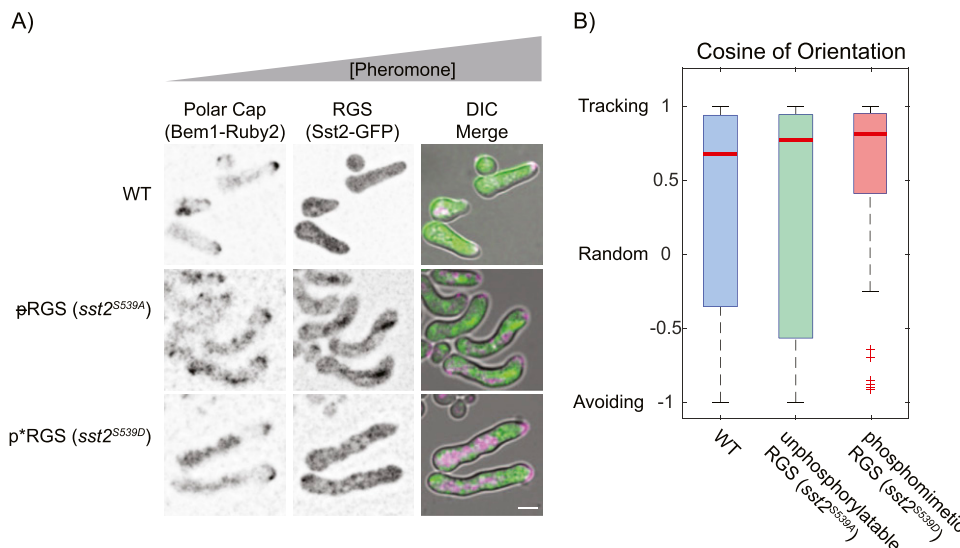 A)
[Pheromone]
Polar Cap
(Bem1-Ruby2)
RGS
(Sst2-GFP)
DIC
Merge
WT
pRGS (sst2S539A)
p*RGS (sst2S539D)
B)
Cosine of Orientation
Tracking 1
0.5
Random 0
-0.5
Avoiding -1
WT
unphosphorylatable
RGS (sst2S539A)
phosphomimetic
RGS (sst2S539D)